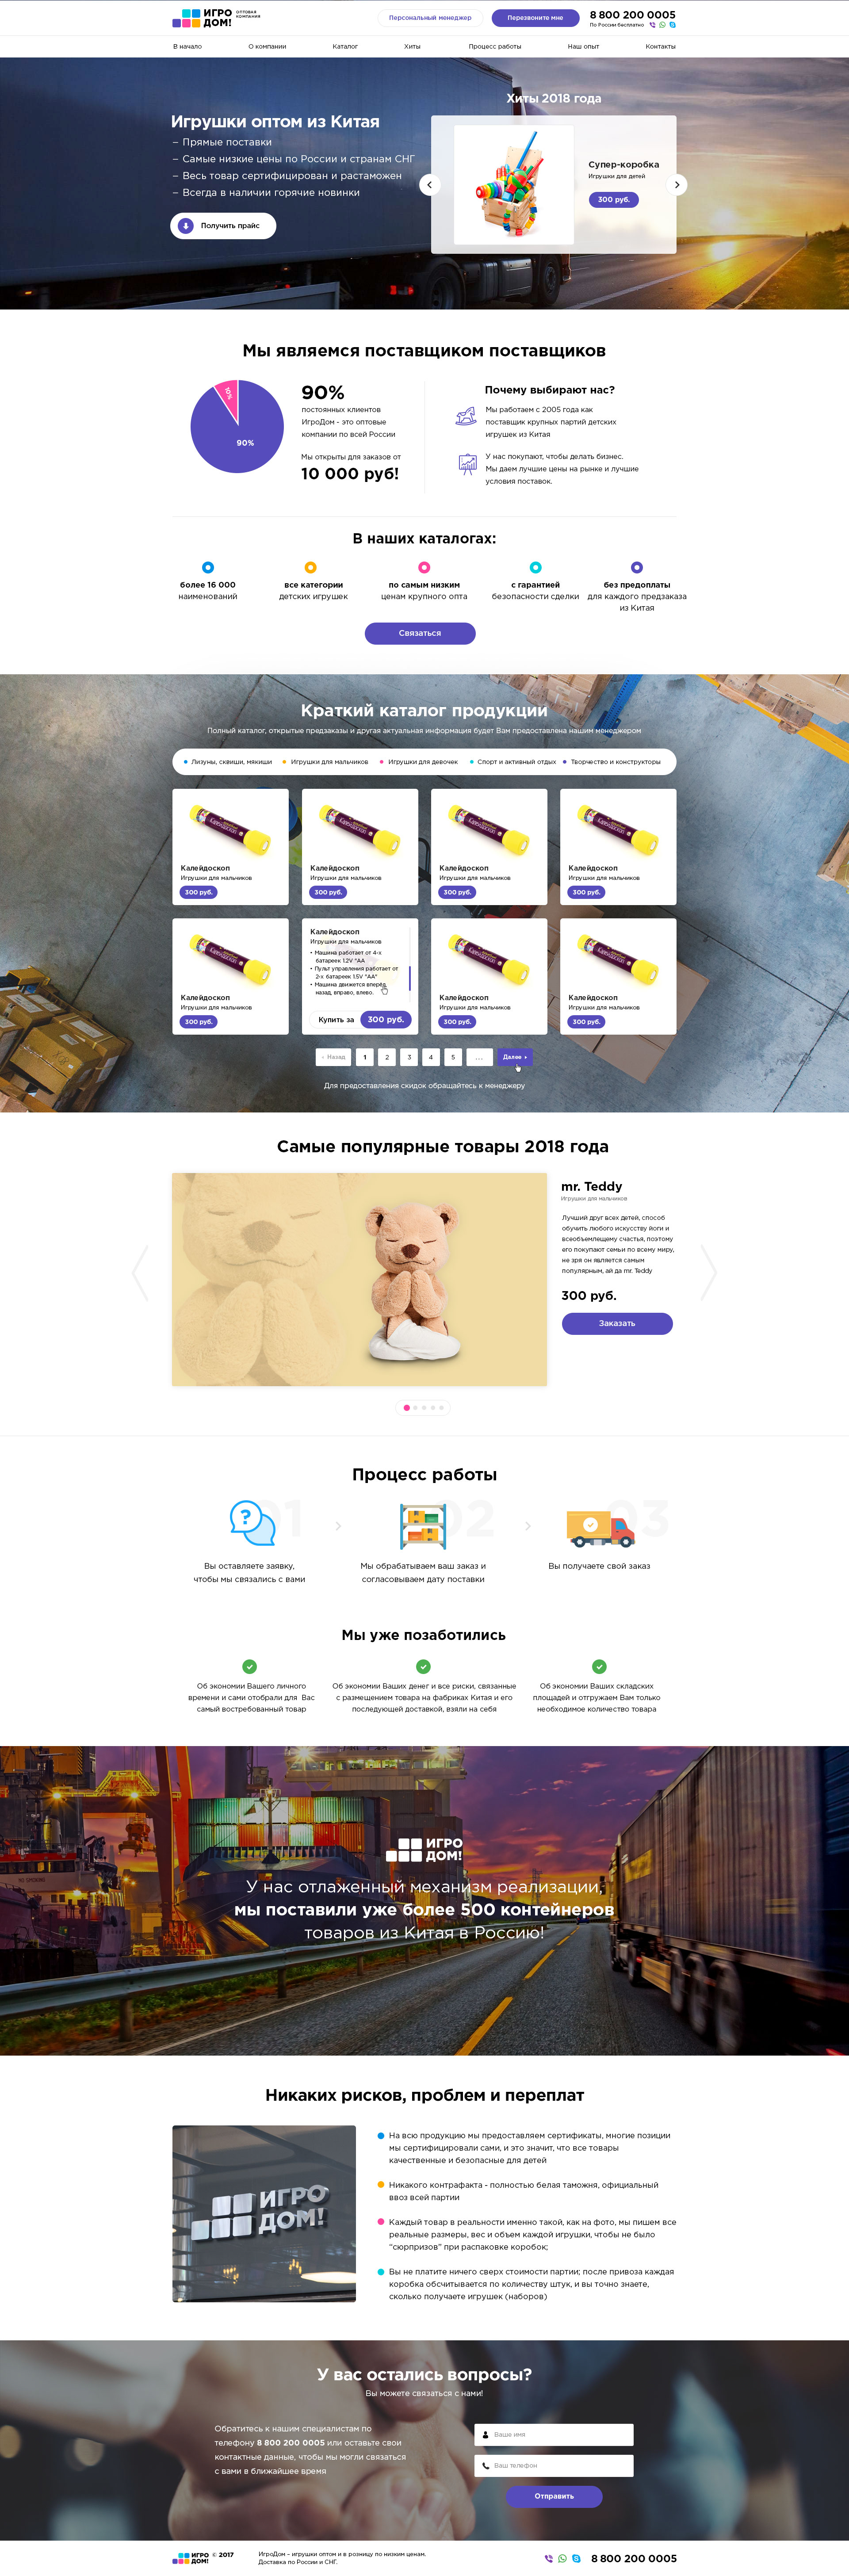 ИГРО
ДОМ!
ОПТОВАЯ
КОМПАНИЯ
Персональный менеджер
Перезвоните мне
8 800 200 0005
По России бесплатно
В начало
О компании
Каталог
Хиты
Процесс работы
Наш опыт
Контакты
Игрушки оптом из Китая
– Прямые поставки
– Самые низкие цены по России и странам СНГ
– Весь товар сертифицирован и растаможен
– Всегда в наличии горячие новинки
Получить прайс
Хиты 2018 года
Супер-коробка
Игрушки для детей
300 руб.
Мы являемся поставщиком поставщиков
10%
90%
90%
постоянных клиентов
ИгроДом - это оптовые
компании по всей России
Мы открыты для заказов от
10 000 руб!
Почему выбирают нас?
Мы работаем с 2005 года как
поставщик крупных партий детских
игрушек из Китая
У нас покупают, чтобы делать бизнес.
Мы даем лучшие цены на рынке и лучшие
условия поставок.
В наших каталогах:
более 16 000
наименований
все категории
детских игрушек
по самым низким
ценам крупного опта
с гарантией
безопасности сделки
без предоплаты
для каждого предзаказа
из Китая
Связаться
Краткий каталог продукции
Полный каталог, открытые предзаказы и другая актуальная информация будет Вам предоставлена нашим менеджером
Лизуны, сквиши, мякиши
Игрушки для мальчиков
Игрушки для девочек
Спорт и активный отдых
Творчество и конструкторы
Калейдоскоп
Игрушки для мальчиков
300 руб.
Калейдоскоп
Игрушки для мальчиков
300 руб.
Калейдоскоп
Игрушки для мальчиков
300 руб.
Калейдоскоп
Игрушки для мальчиков
300 руб.
Калейдоскоп
Игрушки для мальчиков
300 руб.
Калейдоскоп
Игрушки для мальчиков
• Машина работает от 4-х
батареек 1.2V "АА
• Пульт управления работает от
2-х батареек 1.5V "АА"
• Машина движется вперёд,
назад, вправо, влево.
Купить за
300 руб.
Калейдоскоп
Игрушки для мальчиков
300 руб.
Калейдоскоп
Игрушки для мальчиков
300 руб.
Назад
1
2
3
4
5
...
Далее
Для предоставления скидок обращайтесь к менеджеру
Самые популярные товары 2018 года
mr. Teddy
Игрушки для мальчиков
Лучший друг всех детей, способ
обучить любого искусству йоги и
всеобъемлещему счастья, поэтому
его покупают семьи по всему миру,
не зря он является самым
популярным, ай да mr. Teddy
300 руб.
Заказать
Процесс работы
01
02
03
Вы оставляете заявку,
чтобы мы связались с вами
Мы обрабатываем ваш заказ и
согласовываем дату поставки
Вы получаете свой заказ
Мы уже позаботились
Об экономии Вашего личного
времени и сами отобрали для Вас
самый востребованный товар
Об экономии Ваших денег и все риски, связанные
с размещением товара на фабриках Китая и его
последующей доставкой, взяли на себя
Об экономии Ваших складских
площадей и отгружаем Вам только
необходимое количество товара
ИГРО
ДОМ!
У нас отлаженный механизм реализации,
мы поставили уже более 500 контейнеров
товаров из Китая в Россию!
Никаких рисков, проблем и переплат
ИГРО
ДОМ!
На всю продукцию мы предоставляем сертификаты, многие позиции
мы сертифицировали сами, и это значит, что все товары
качественные и безопасные для детей
Никакого контрафакта - полностью белая таможня, официальный
ввоз всей партии
Каждый товар в реальности именно такой, как на фото, мы пишем все
реальные размеры, вес и объем каждой игрушки, чтобы не было
"сюрпризов" при распаковке коробок;
Вы не платите ничего сверх стоимости партии; после привоза каждая
коробка обсчитывается по количеству штук, и вы точно знаете,
сколько получаете игрушек (наборов)
У вас остались вопросы?
Вы можете связаться с нами!
Обратитесь к нашим специалистам по
телефону 8 800 200 0005 или оставьте свои
контактные данные, чтобы мы могли связаться
с вами в ближайшее время
Ваше имя
Ваш телефон
Отправить
ИГРО
ДОМ!
© 2017
ИгроДом – игрушки оптом и в розницу по низким ценам.
Доставка по России и СНГ.
8 800 200 0005